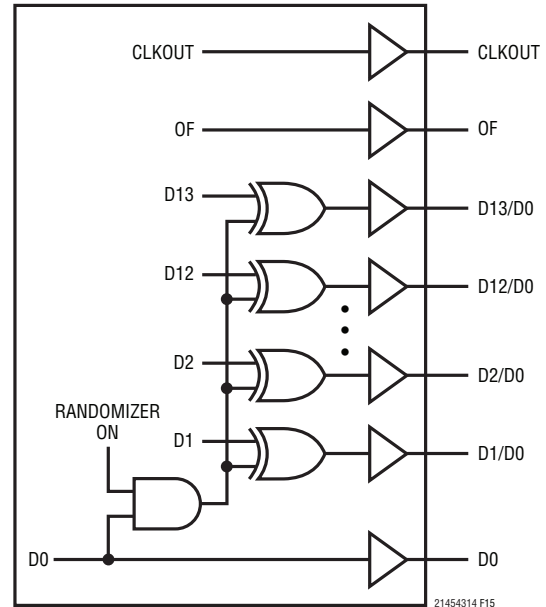 CLKOUT CLKOUT
OF OF
D13 D13/D0
D12 D12/D0
D2 D2/D0
RANDOMIZER
ON
D1 D1/D0
D0 D0
21454314 F15